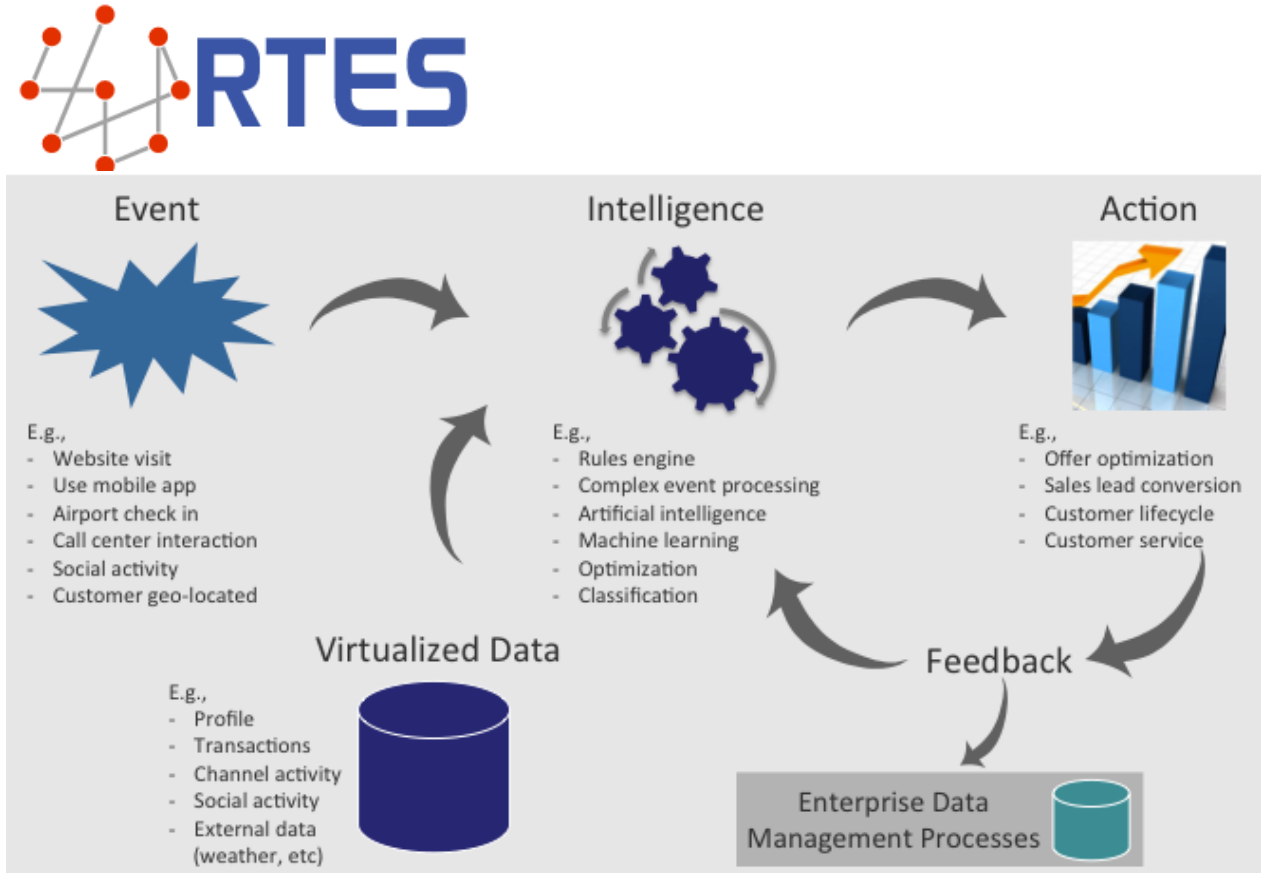 RTES
Event
Intelligence
Action
E.g.,
- Website visit
- Use mobile app
- Airport check in
- Call center interaction
- Social activity
- Customer geo-located
E.g.,
- Rules engine
- Complex event processing
- Artificial intelligence
- Machine learning
- Optimization
- Classification
E.g.,
- Offer optimization
- Sales lead conversion
- Customer lifecycle
- Customer service
Virtualized Data
E.g.,
- Profile
- Transactions
- Channel activity
- Social activity
- External data
(weather, etc)
Feedback
Enterprise Data
Management Processes